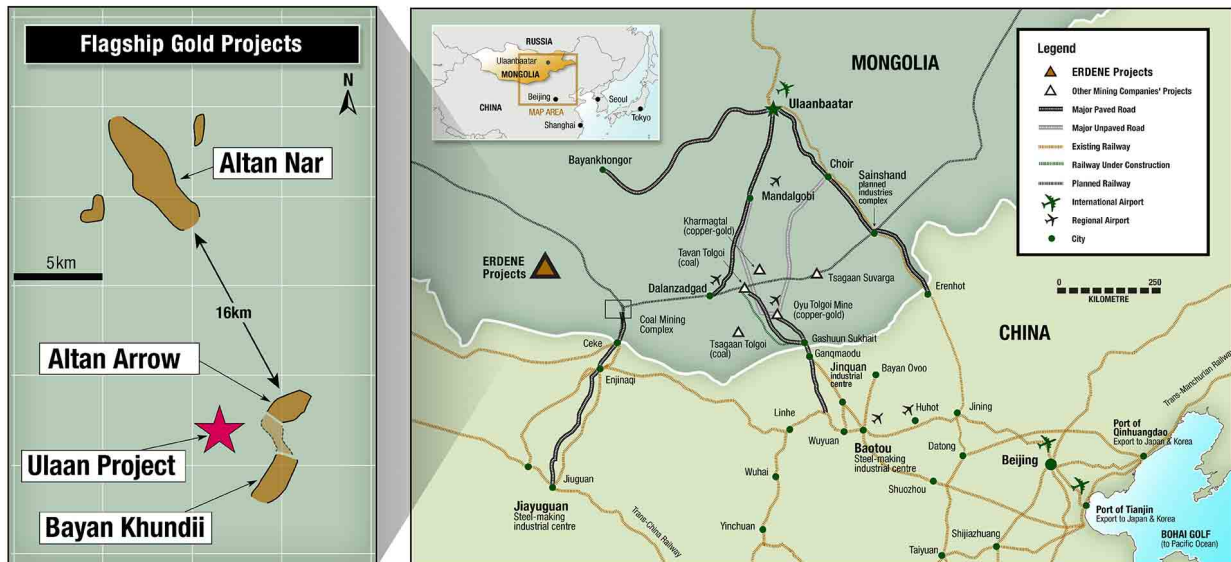 Flagship Gold Projects
N
Altan Nar
5km
16km
Altan Arrow
Ulaan Project
Bayan Khundii
RUSSIA
Ulaanbaatar
MONGOLIA
Beijing
CHINA
MAP AREA
Seoul
Shanghai
Tokyo
MONGOLIA
Ulaanbaatar
Bayankhongor
Choir
Sainshand
planned
industries
complex
Mandalgobi
Kharmagtal
(copper-gold)
Tavan Tolgoi
(coal)
ERDENE
Projects
Tsagaan Suvarga
Dalanzadgad
Erenhot
Oyu Tolgoi Mine
(copper-gold)
Coal Mining
Complex
Tsagaan Tolgoi
(coal)
Gashuun Sukhait
Ceke
Ganqmaodu
CHINA
Jinquan
industrial
centre
Bayan Ovoo
Enjinaqi
Linhe
Huhot
Jining
Wuyuan
Baotou
Steel-making
industrial centre
Datong
Beijing
Port of
Qinhuangdao
Export to Japan & Korea
Trans-Manchurian Railway
Wuhai
Shuozhou
Jiuguan
Jiayuguan
Steel-making
industrial centre
Trans-China Railway
Yinchuan
Port of Tianjin
Export to Japan & Korea
Shijiazhuang
Taiyuan
BOHAI GOLF
(to Pacific Ocean)
Legend
ERDENE Projects
Other Mining Companies' Projects
Major Paved Road
Major Unpaved Road
Existing Railway
Railway Under Construction
Planned Railway
International Airport
Regional Airport
City
0
250
KILOMETRE